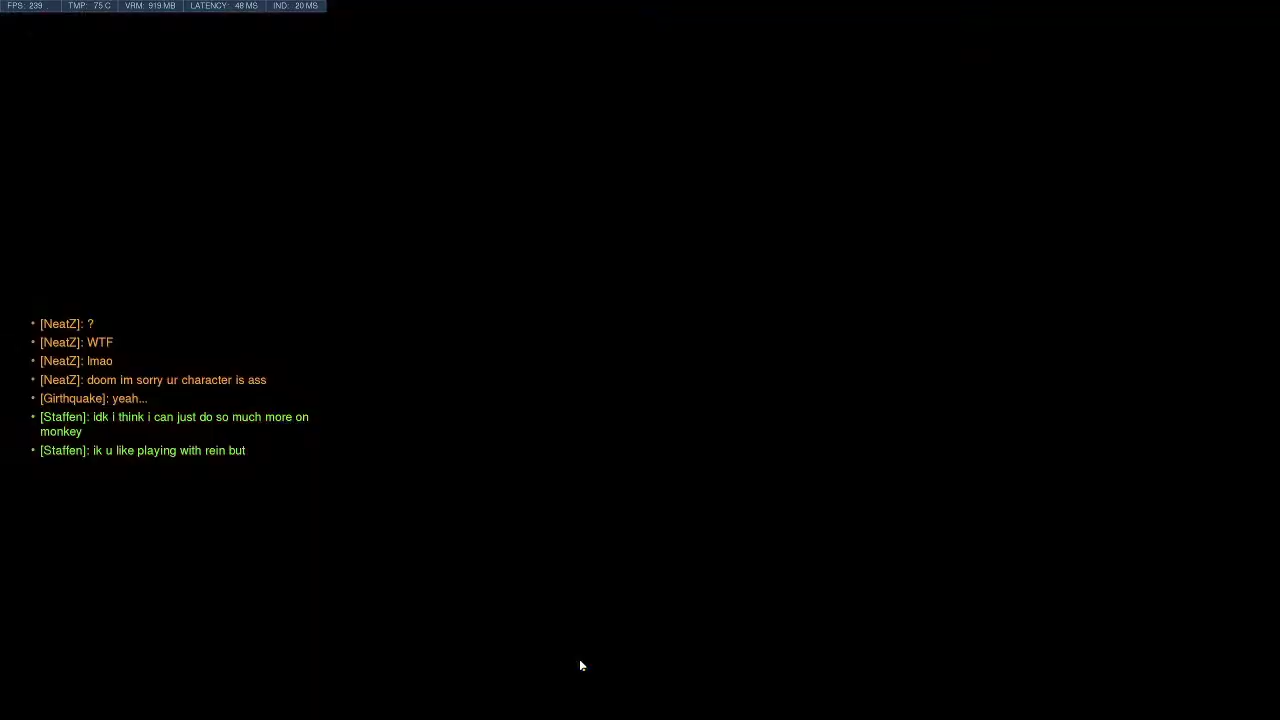 FPS: 239 TMP: 75 C VRM: 919 MB LATENCY: 48 MS IND: 20 MS
• [NeatZ]: ?
• [NeatZ]: WTF
• [NeatZ]: lmao
• [NeatZ]: doom im sorry ur character is ass
• [Girthquake]: yeah...
• [Staffen]: idk i think i can just do so much more on
monkey
• [Staffen]: ik u like playing with rein but